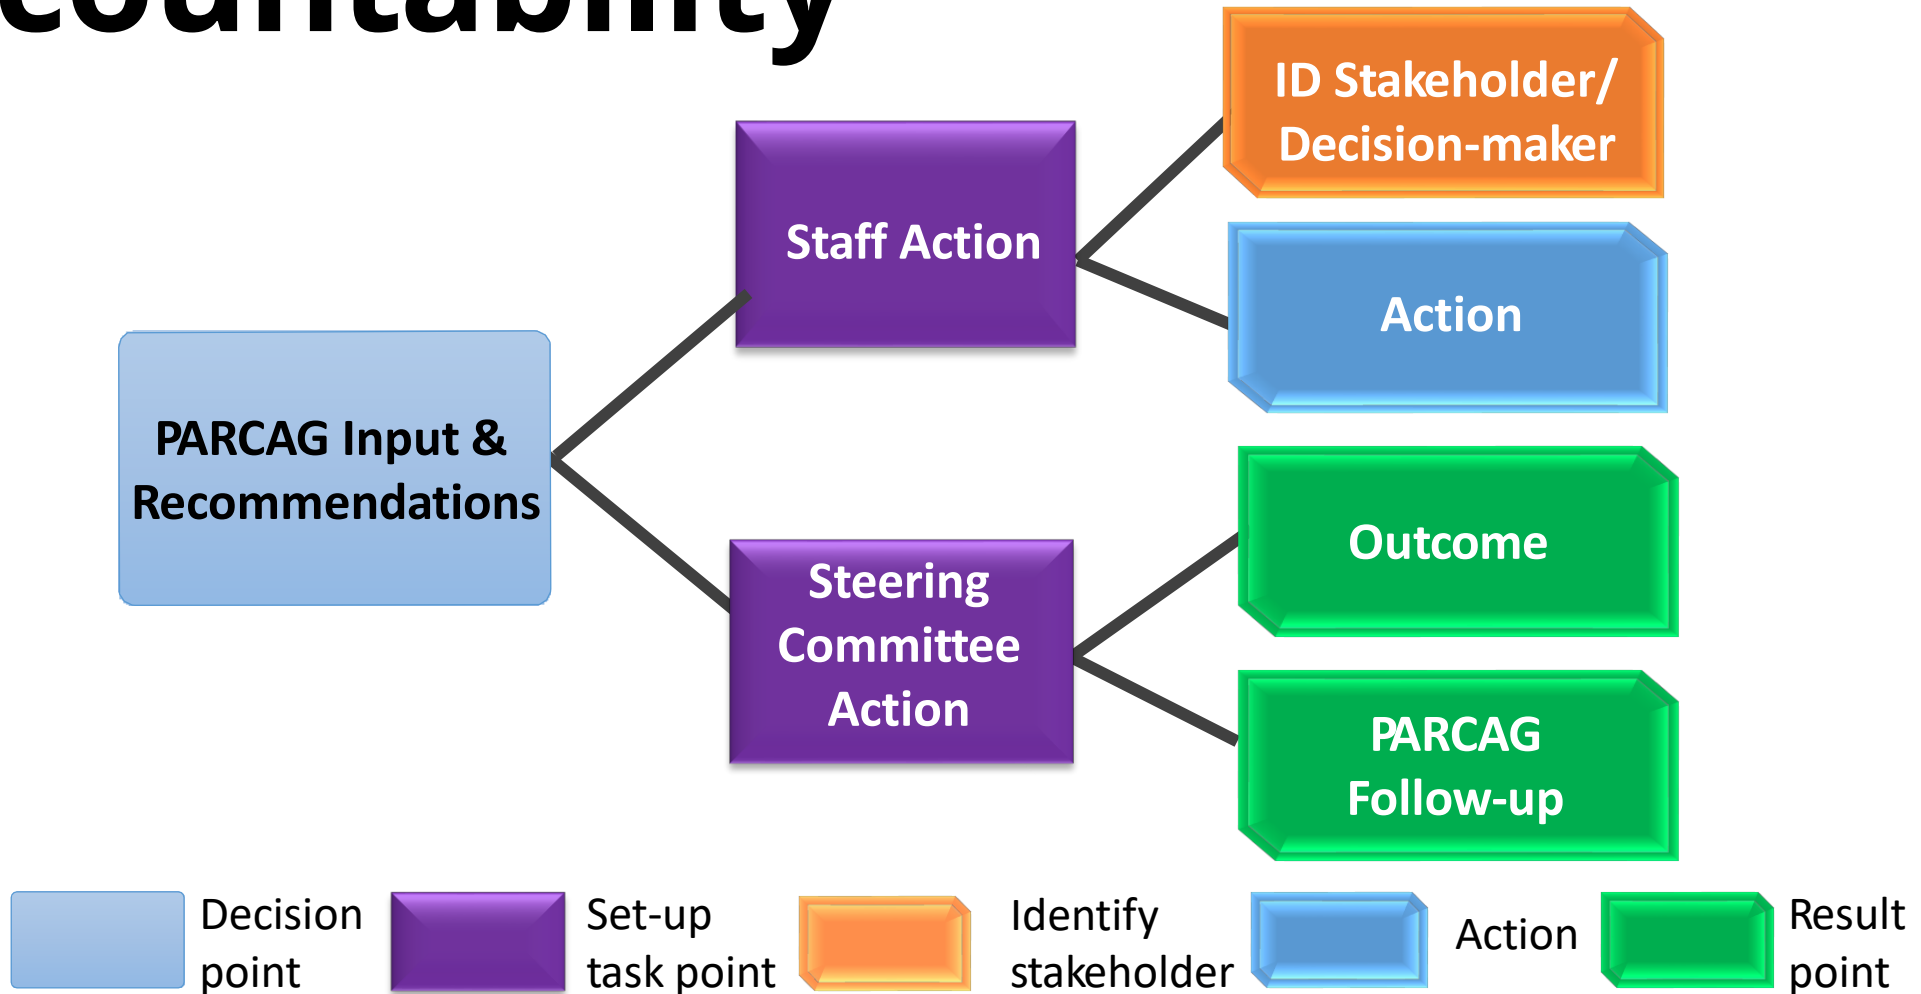 countability
ID Stakeholder/
Decision-maker
Staff Action
Action
PARCAG Input &
Recommendations
Outcome
Steering
Committee
Action
PARCAG
Follow-up
Decision
point
Set-up
task point
Identify
stakeholder
Action
Result
point